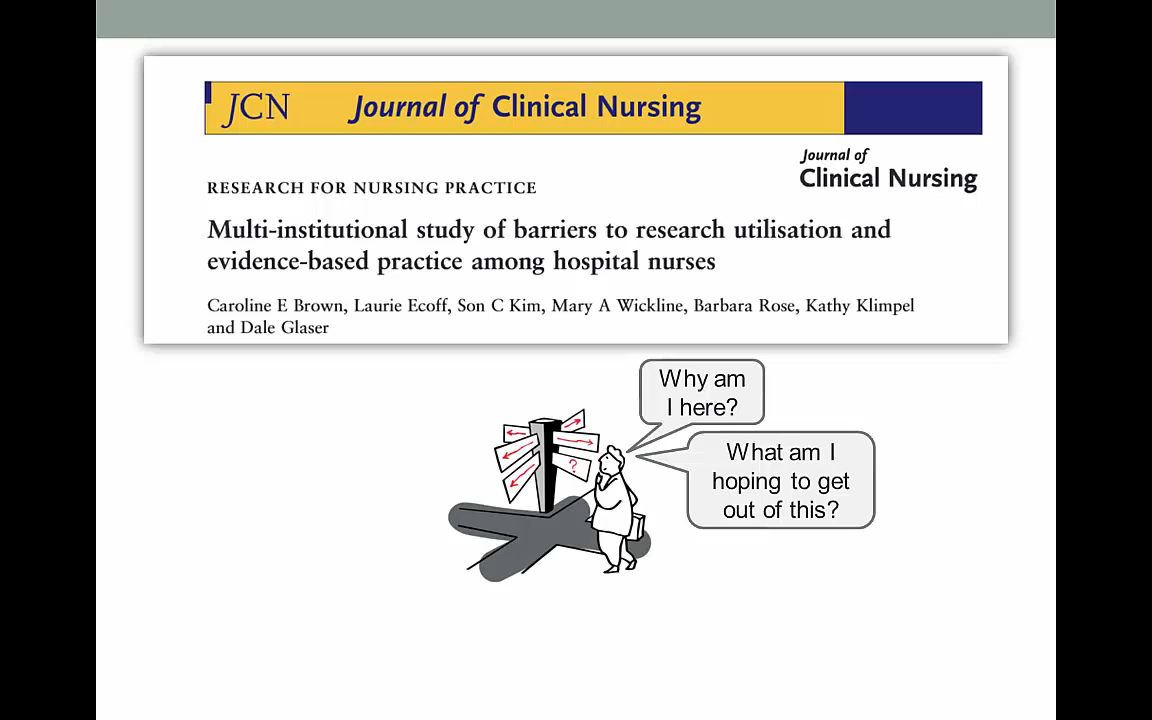 JCN Journal of Clinical Nursing
Journal of
Clinical Nursing
RESEARCH FOR NURSING PRACTICE
Multi-institutional study of barriers to research utilisation and
evidence-based practice among hospital nurses
Caroline E Brown, Laurie Ecoff, Son C Kim, Mary A Wickline, Barbara Rose, Kathy Klimpel
and Dale Glaser
Why am
I here?
What am I
hoping to get
out of this?
?